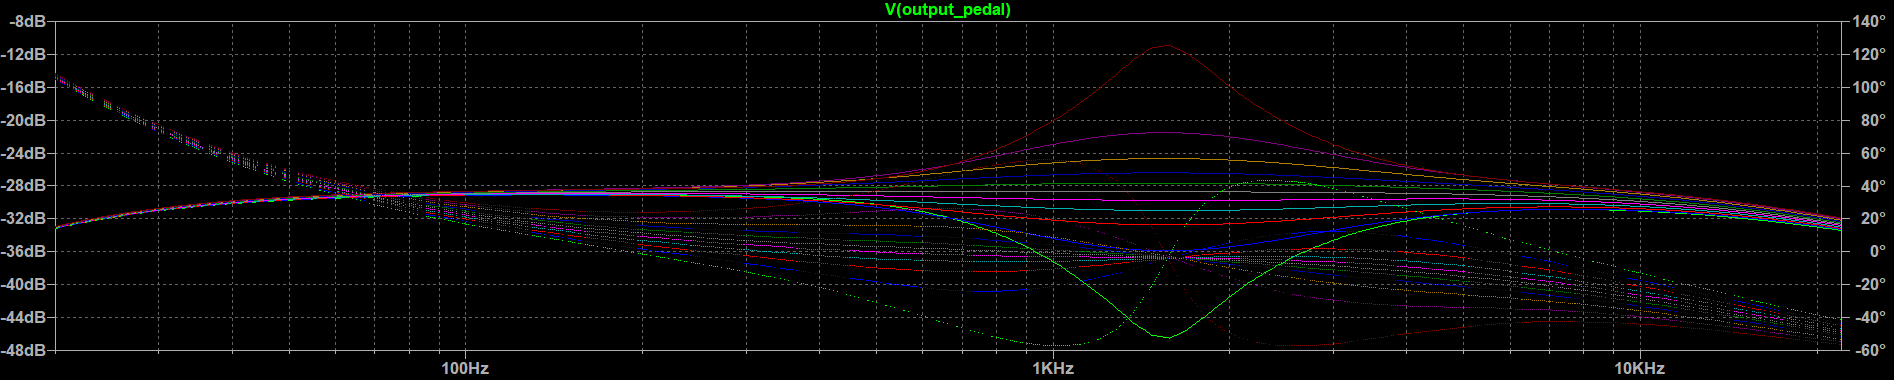 V(output_pedal)
-8dB
-12dB
-16dB
-20dB
-24dB
-28dB
-32dB
-36dB
-40dB
-44dB
-48dB
140°
120°
100°
80°
60°
40°
20°
0°
-20°
-40°
-60°
100Hz
1KHz
10KHz